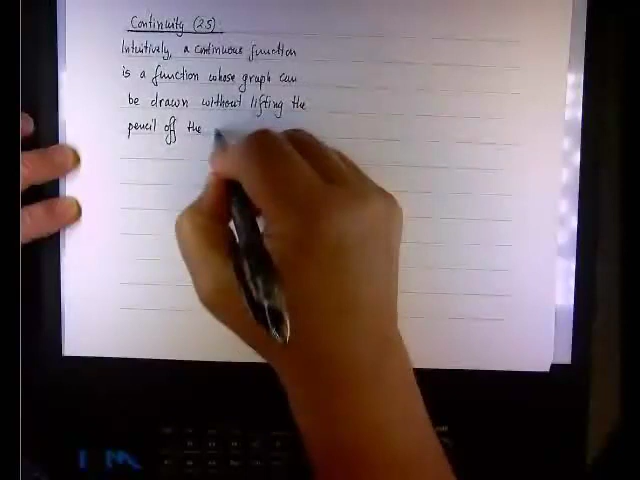 Continuity (2.5)
Intuitively, a continuous function
is a function whose graph can
be drawn without lifting the
pencil off the